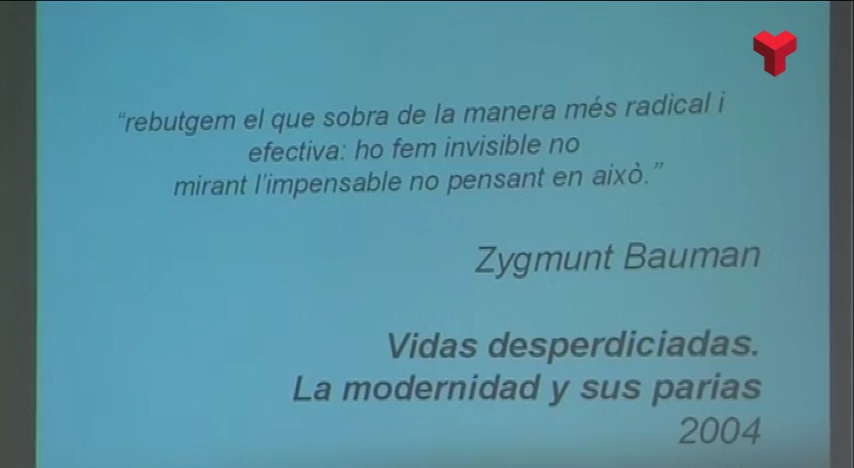 “rebutgem el que sobra de la manera més radical i
efectiva: ho fem invisible no
mirant l’impensable no pensant en això.”
Zygmunt Bauman
Vidas desperdiciadas.
La modernidad y sus parias
2004